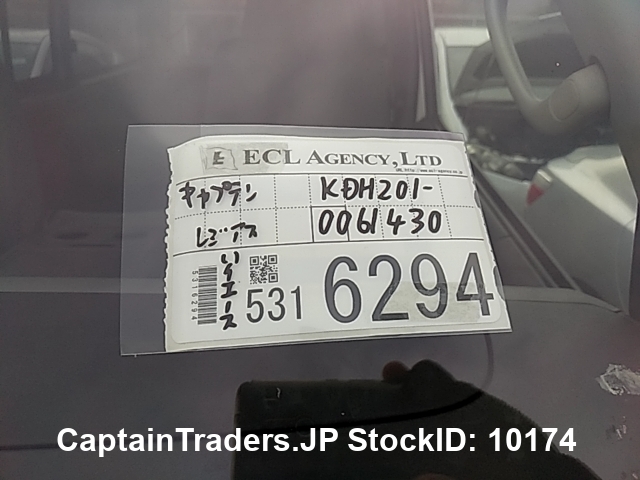 E ECL AGENCY, LTD
キャプテン KDH201-
レジアス 0061430
ハイエース
531 6294
5316294
CaptainTraders.JP StockID: 10174